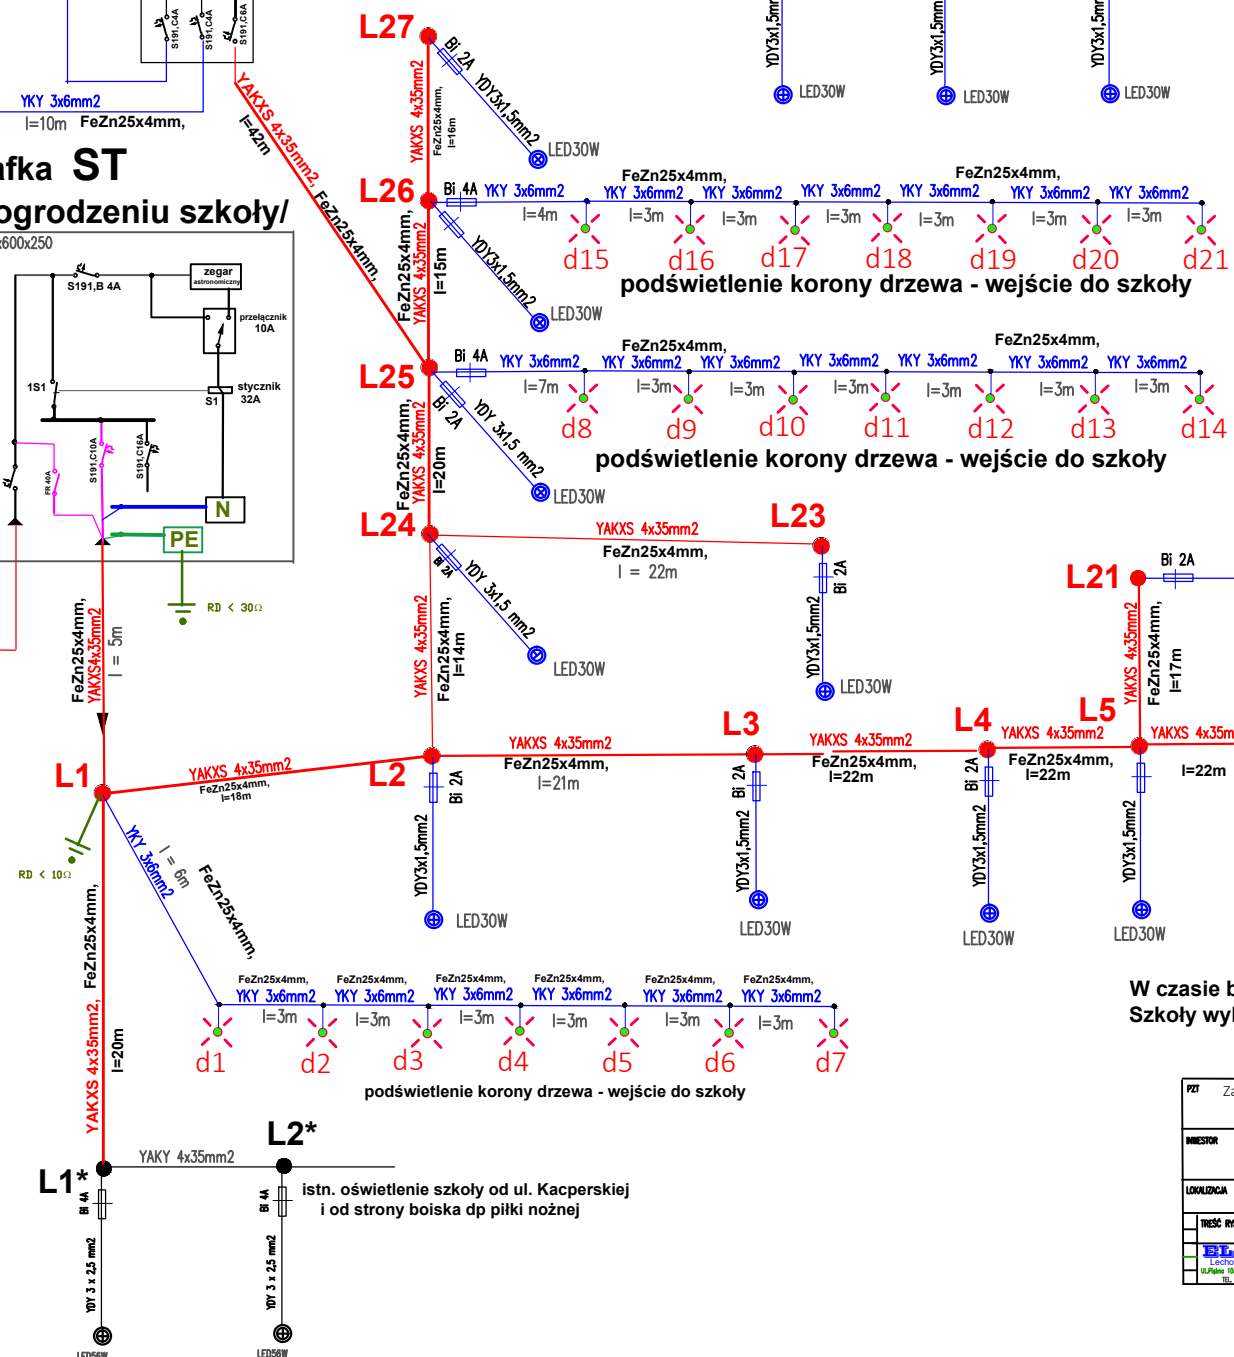 S191,C4A
S191,C4A
S191,C6A
YKY 3x6mm2
l=10m FeZn25x4mm,
afka ST
ogrodzeniu szkoły/
x600x250
S191,B 4A
zegar
astronomiczny
przełącznik
10A
1S1
stycznik
32A
S1
FR 40A
S191,C10A
S191,C16A
N
PE
RD < 30Ω
FeZn25x4mm,
YAKXS4x35mm2
l = 5m
YAKXS 4x35mm2, FeZn25x4mm,
l=42m
L27
Bi 2A
YDY3x1,5mm2
LED30W
YAKXS 4x35mm2
FeZn25x4mm,
l=16m
YDY3x1,5mm
LED30W
YDY3x1,5mm
LED30W
YDY3x1,5mm
LED30W
L26
Bi 4A
YKY 3x6mm2
FeZn25x4mm,
YKY 3x6mm2
YKY 3x6mm2
YKY 3x6mm2
YKY 3x6mm2
FeZn25x4mm,
YKY 3x6mm2
YKY 3x6mm2
l=4m
l=3m
l=3m
l=3m
l=3m
l=3m
l=3m
d15
d16
d17
d18
d19
d20
d21
podświetlenie korony drzewa - wejście do szkoły
YDY3x1,5mm2
LED30W
FeZn25x4mm,
YAKXS 4x35mm2
l=15m
L25
Bi 4A
YKY 3x6mm2
FeZn25x4mm,
YKY 3x6mm2
YKY 3x6mm2
YKY 3x6mm2
YKY 3x6mm2
FeZn25x4mm,
YKY 3x6mm2
YKY 3x6mm2
l=7m
l=3m
l=3m
l=3m
l=3m
l=3m
l=3m
d8
d9
d10
d11
d12
d13
d14
podświetlenie korony drzewa - wejście do szkoły
Bi 2A
YDY 3x1,5 mm2
LED30W
FeZn25x4mm,
YAKXS 4x35mm2
l=20m
L24
YAKXS 4x35mm2
FeZn25x4mm,
l = 22m
L23
Bi 2A
YDY3x1,5mm2
LED30W
Bi 2A
YDY 3x1,5 mm2
LED30W
YAKXS 4x35mm2
FeZn25x4mm,
l=14m
L21
Bi 2A
YAKXS 4x35mm2
FeZn25x4mm,
l=17m
L1
YAKXS 4x35mm2
FeZn25x4mm,
l=18m
L2
YAKXS 4x35mm2
FeZn25x4mm,
l=21m
L3
YAKXS 4x35mm2
FeZn25x4mm,
l=22m
L4
YAKXS 4x35mm2
FeZn25x4mm,
l=22m
L5
YAKXS 4x35m
l=22m
Bi 2A
YDY3x1,5mm2
LED30W
Bi 2A
YDY3x1,5mm2
LED30W
Bi 2A
YDY3x1,5mm2
LED30W
YDY3x1,5mm2
LED30W
RD < 10Ω
YKY 3x6mm2
l = 6m
FeZn25x4mm,
FeZn25x4mm,
FeZn25x4mm,
FeZn25x4mm,
FeZn25x4mm,
FeZn25x4mm,
FeZn25x4mm,
YKY 3x6mm2
YKY 3x6mm2
YKY 3x6mm2
YKY 3x6mm2
YKY 3x6mm2
YKY 3x6mm2
l=3m
l=3m
l=3m
l=3m
l=3m
l=3m
d1
d2
d3
d4
d5
d6
d7
podświetlenie korony drzewa - wejście do szkoły
YAKXS 4x35mm2, FeZn25x4mm,
l=20m
L1*
YAKY 4x35mm2
L2*
istn. oświetlenie szkoły od ul. Kacperskiej
i od strony boiska dp piłki nożnej
Bi 4A
YDY 3 x 2,5 mm2
LED56W
Bi 4A
YDY 3 x 2,5 mm2
LED56W
W czasie b
Szkoły wył
PZT Za
INWESTOR
LOKALIZACJA
TREŚĆ RYS
EL
Lecho
TEL.